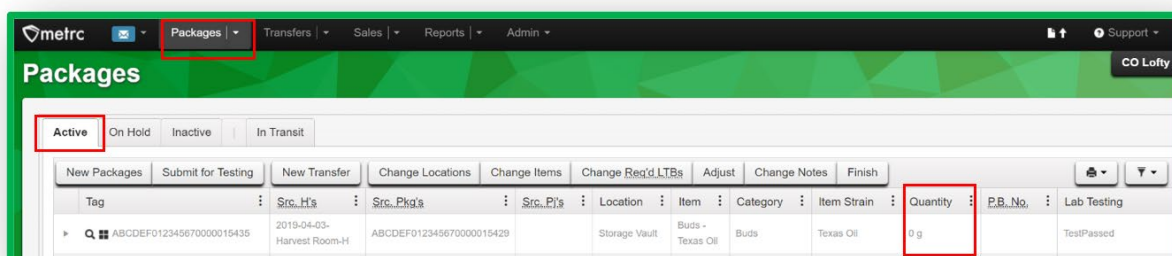 metrc Packages | Transfers | Sales | Reports | Admin Support
Packages CO Lofty
Active On Hold Inactive | In Transit
New Packages Submit for Testing New Transfer Change Locations Change Items Change Req'd LTBs Adjust Change Notes Finish
Tag Src. H's Src. Pkg's Src. Pj's Location Item Category Item Strain Quantity P.B. No. Lab Testing
ABCDEF012345670000015435 2019-04-03-Harvest Room-H ABCDEF012345670000015429 Storage Vault Buds - Texas Oil Buds Texas Oil 0 g TestPassed